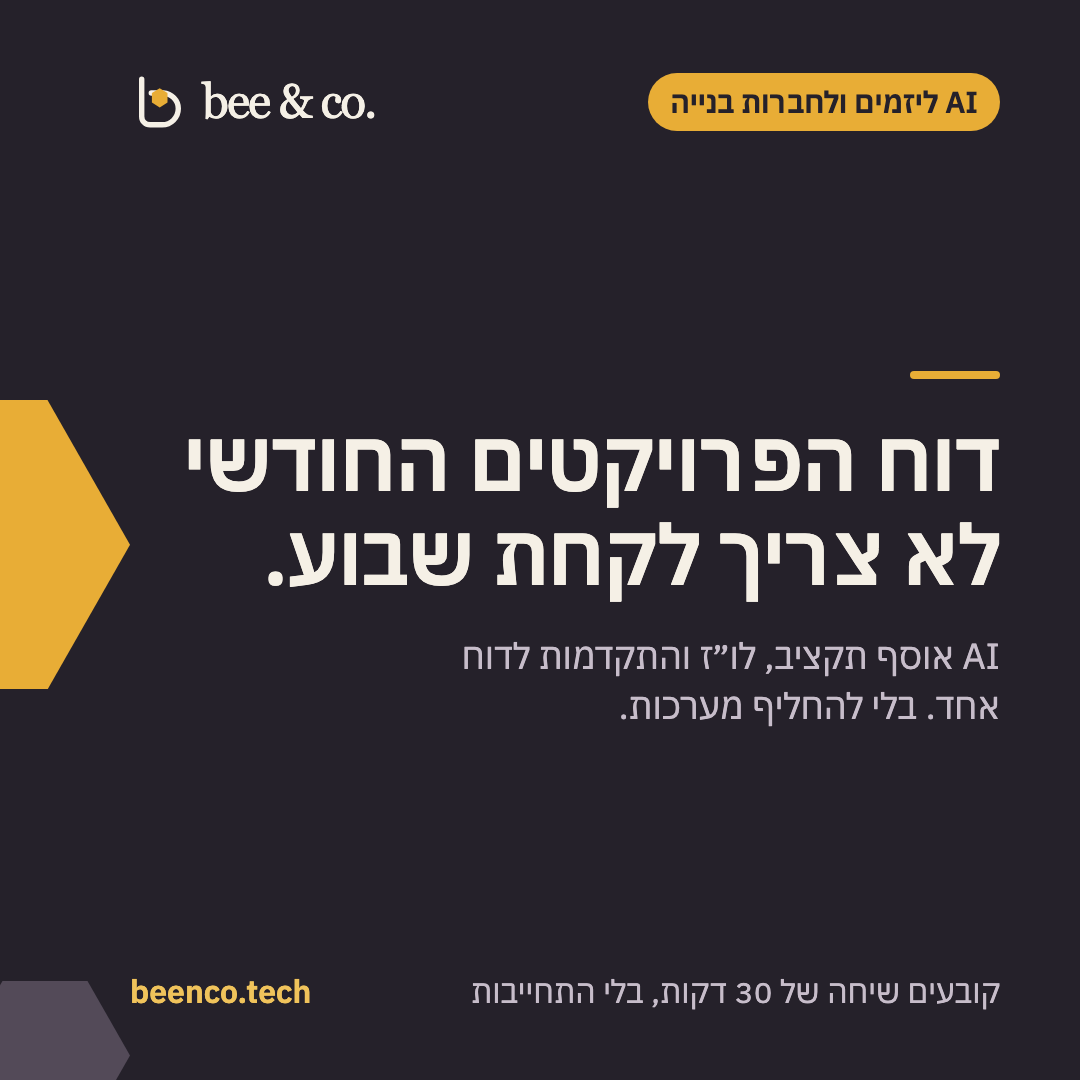 AI ליזמים ולחברות בנייה
bee & co.
דוח הפרויקטים החודשי
לא צריך לקחת שבוע.
AI אוסף תקציב, לו״ז והתקדמות לדוח
אחד. בלי להחליף מערכות.
קובעים שיחה של 30 דקות, בלי התחייבות
beenco.tech